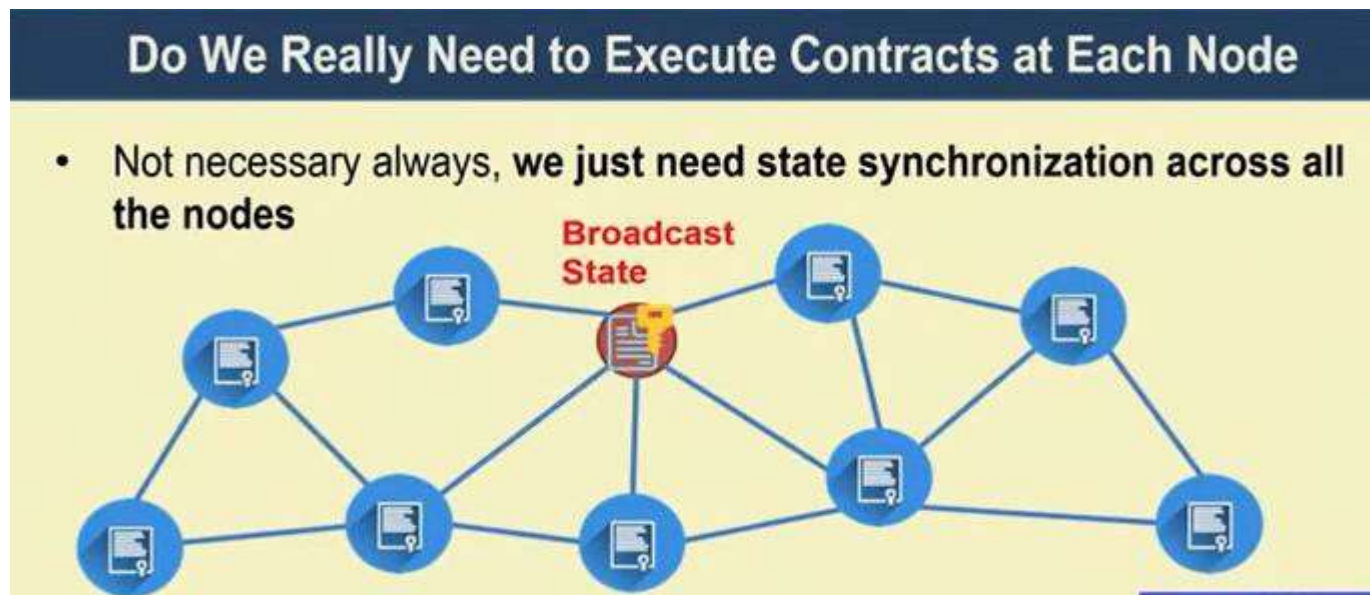 Do We Really Need to Execute Contracts at Each Node
• Not necessary always, we just need state synchronization across all
the nodes
Broadcast
State